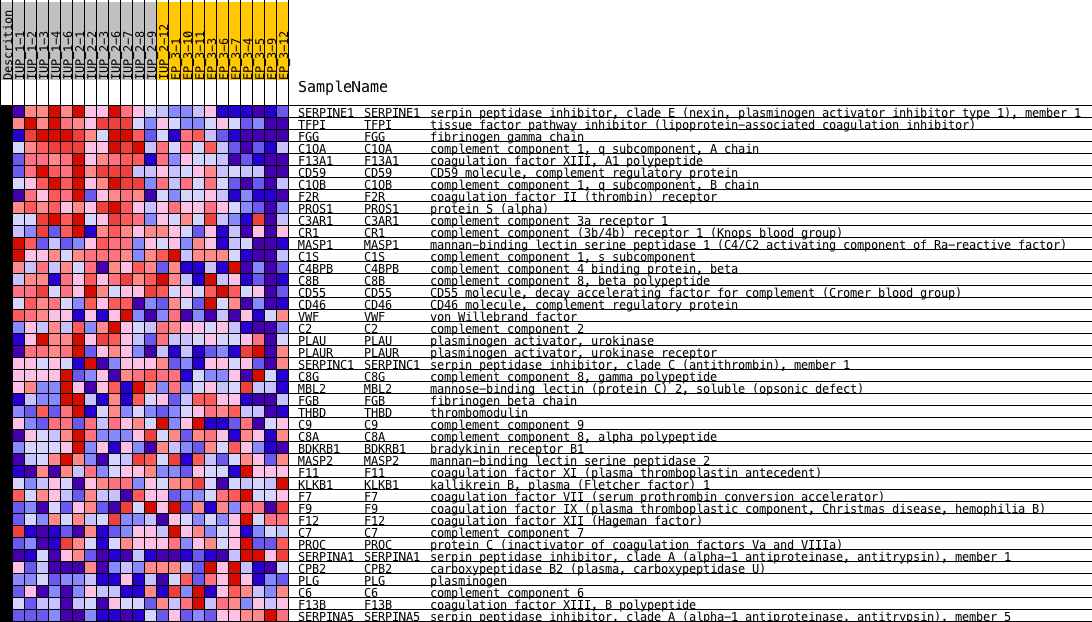 Descrition
IUP_1-1
IUP_1-2
IUP_1-3
IUP_1-4
IUP_1-6
IUP_2-1
IUP_2-2
IUP_2-3
IUP_2-6
IUP_2-7
IUP_2-8
IUP_2-9
IUP_2-12
EP_3-1
EP_3-10
EP_3-11
EP_3-3
EP_3-6
EP_3-7
EP_3-4
EP_3-5
EP_3-9
EP_3-12
SampleName
SERPINE1 SERPINE1 serpin peptidase inhibitor, clade E (nexin, plasminogen activator inhibitor type 1), member 1
TFPI TFPI tissue factor pathway inhibitor (lipoprotein-associated coagulation inhibitor)
FGG FGG fibrinogen gamma chain
C1QA C1QA complement component 1, q subcomponent, A chain
F13A1 F13A1 coagulation factor XIII, A1 polypeptide
CD59 CD59 CD59 molecule, complement regulatory protein
C1QB C1QB complement component 1, q subcomponent, B chain
F2R F2R coagulation factor II (thrombin) receptor
PROS1 PROS1 protein S (alpha)
C3AR1 C3AR1 complement component 3a receptor 1
CR1 CR1 complement component (3b/4b) receptor 1 (Knops blood group)
MASP1 MASP1 mannan-binding lectin serine peptidase 1 (C4/C2 activating component of Ra-reactive factor)
C1S C1S complement component 1, s subcomponent
C4BPB C4BPB complement component 4 binding protein, beta
C8B C8B complement component 8, beta polypeptide
CD55 CD55 CD55 molecule, decay accelerating factor for complement (Cromer blood group)
CD46 CD46 CD46 molecule, complement regulatory protein
VWF VWF von Willebrand factor
C2 C2 complement component 2
PLAU PLAU plasminogen activator, urokinase
PLAUR PLAUR plasminogen activator, urokinase receptor
SERPINC1 SERPINC1 serpin peptidase inhibitor, clade C (antithrombin), member 1
C8G C8G complement component 8, gamma polypeptide
MBL2 MBL2 mannose-binding lectin (protein C) 2, soluble (opsonic defect)
FGB FGB fibrinogen beta chain
THBD THBD thrombomodulin
C9 C9 complement component 9
C8A C8A complement component 8, alpha polypeptide
BDKRB1 BDKRB1 bradykinin receptor B1
MASP2 MASP2 mannan-binding lectin serine peptidase 2
F11 F11 coagulation factor XI (plasma thromboplastin antecedent)
KLKB1 KLKB1 kallikrein B, plasma (Fletcher factor) 1
F7 F7 coagulation factor VII (serum prothrombin conversion accelerator)
F9 F9 coagulation factor IX (plasma thromboplastic component, Christmas disease, hemophilia B)
F12 F12 coagulation factor XII (Hageman factor)
C7 C7 complement component 7
PROC PROC protein C (inactivator of coagulation factors Va and VIIIa)
SERPINA1 SERPINA1 serpin peptidase inhibitor, clade A (alpha-1 antiproteinase, antitrypsin), member 1
CPB2 CPB2 carboxypeptidase B2 (plasma, carboxypeptidase U)
PLG PLG plasminogen
C6 C6 complement component 6
F13B F13B coagulation factor XIII, B polypeptide
SERPINA5 SERPINA5 serpin peptidase inhibitor, clade A (alpha-1 antiproteinase, antitrypsin), member 5